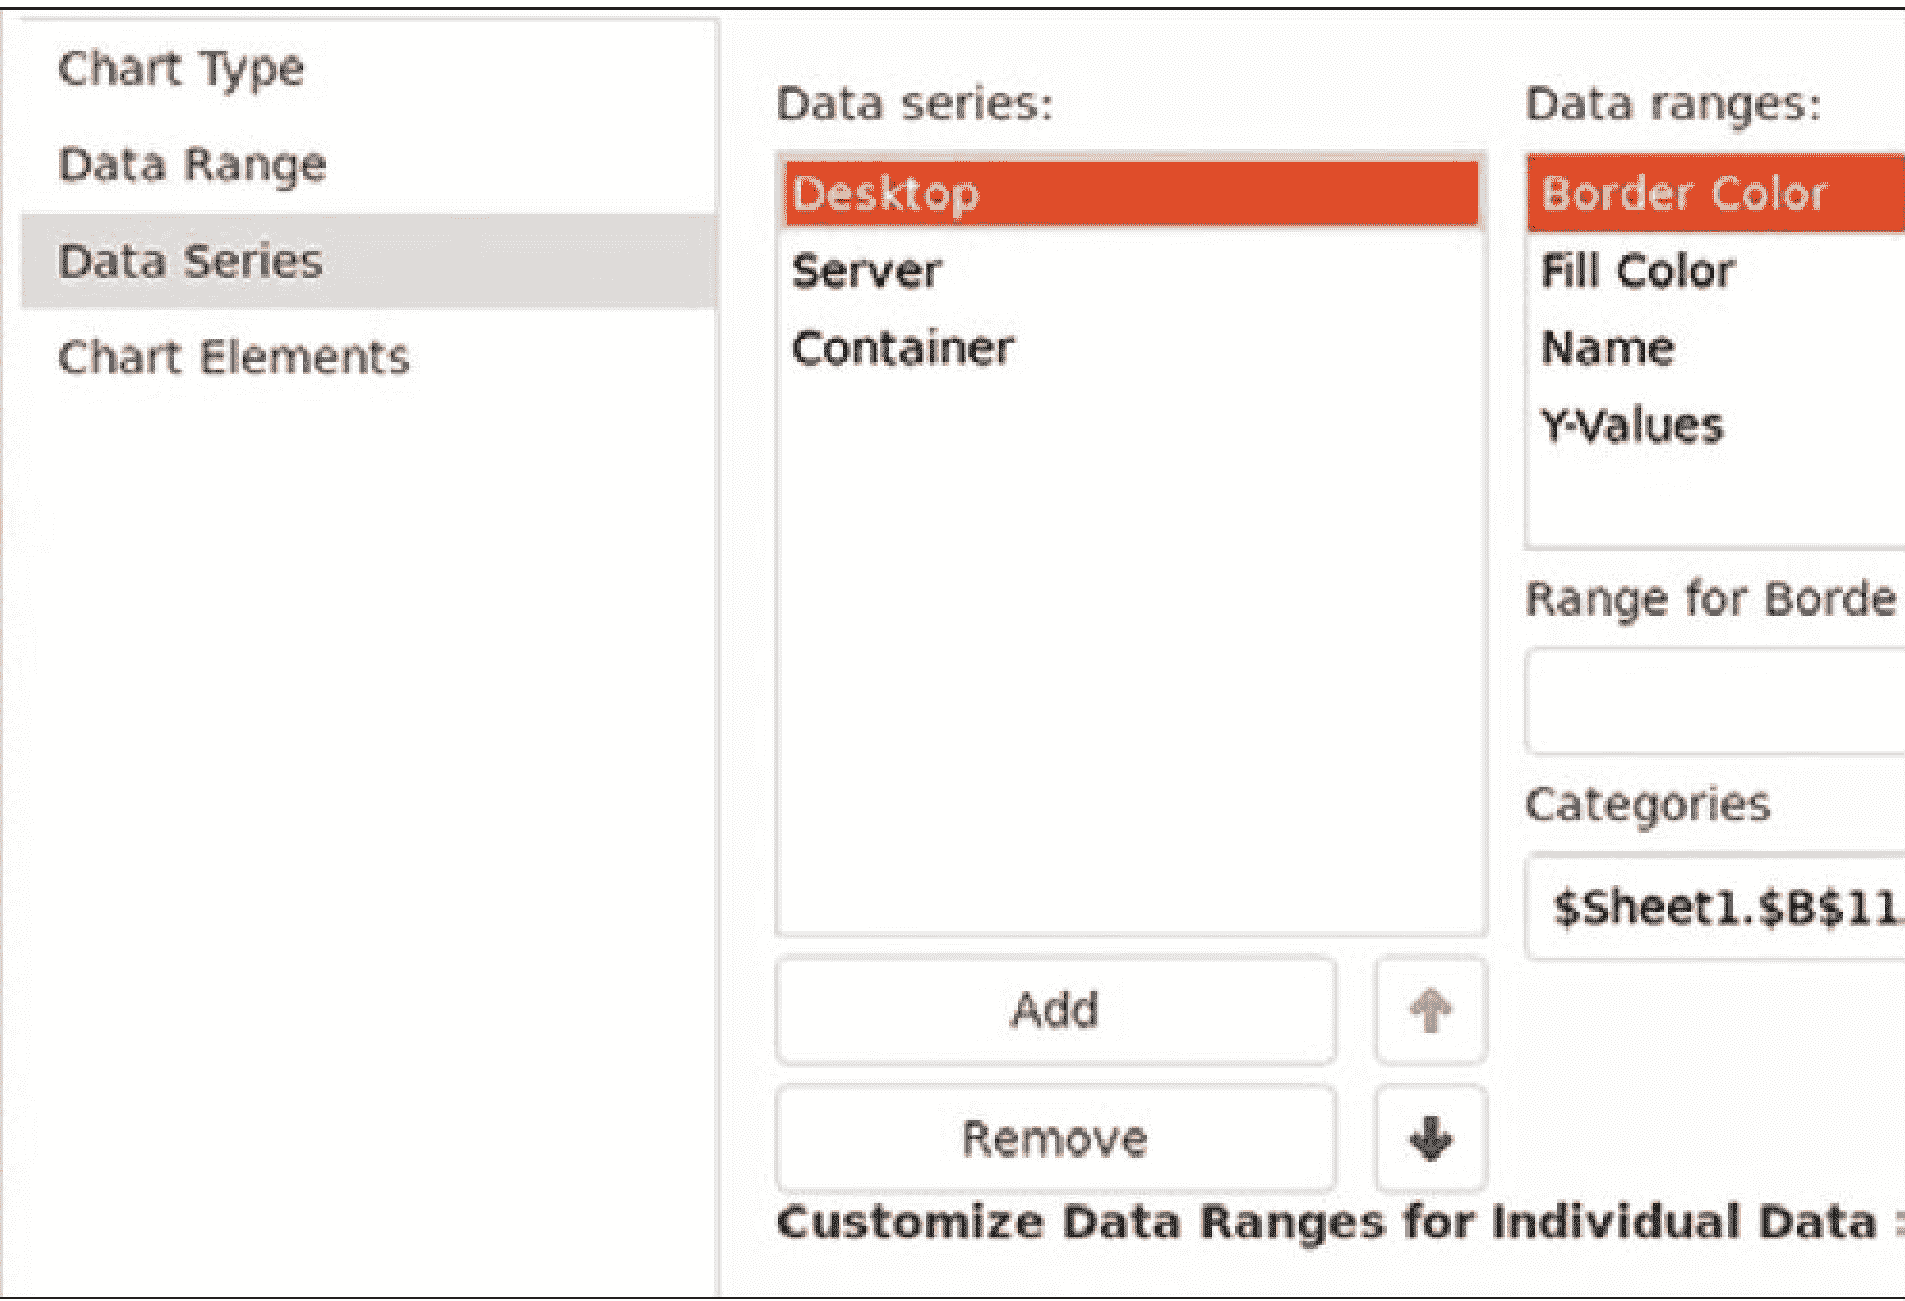 Chart Type
Data Range
Data Series
Chart Elements
Data series:
Desktop
Server
Container
Add
Remove
Data ranges:
Border Color
Fill Color
Name
Y-Values
Range for Borde
Categories
$Sheet1.$B$11.
Customize Data Ranges for Individual Data